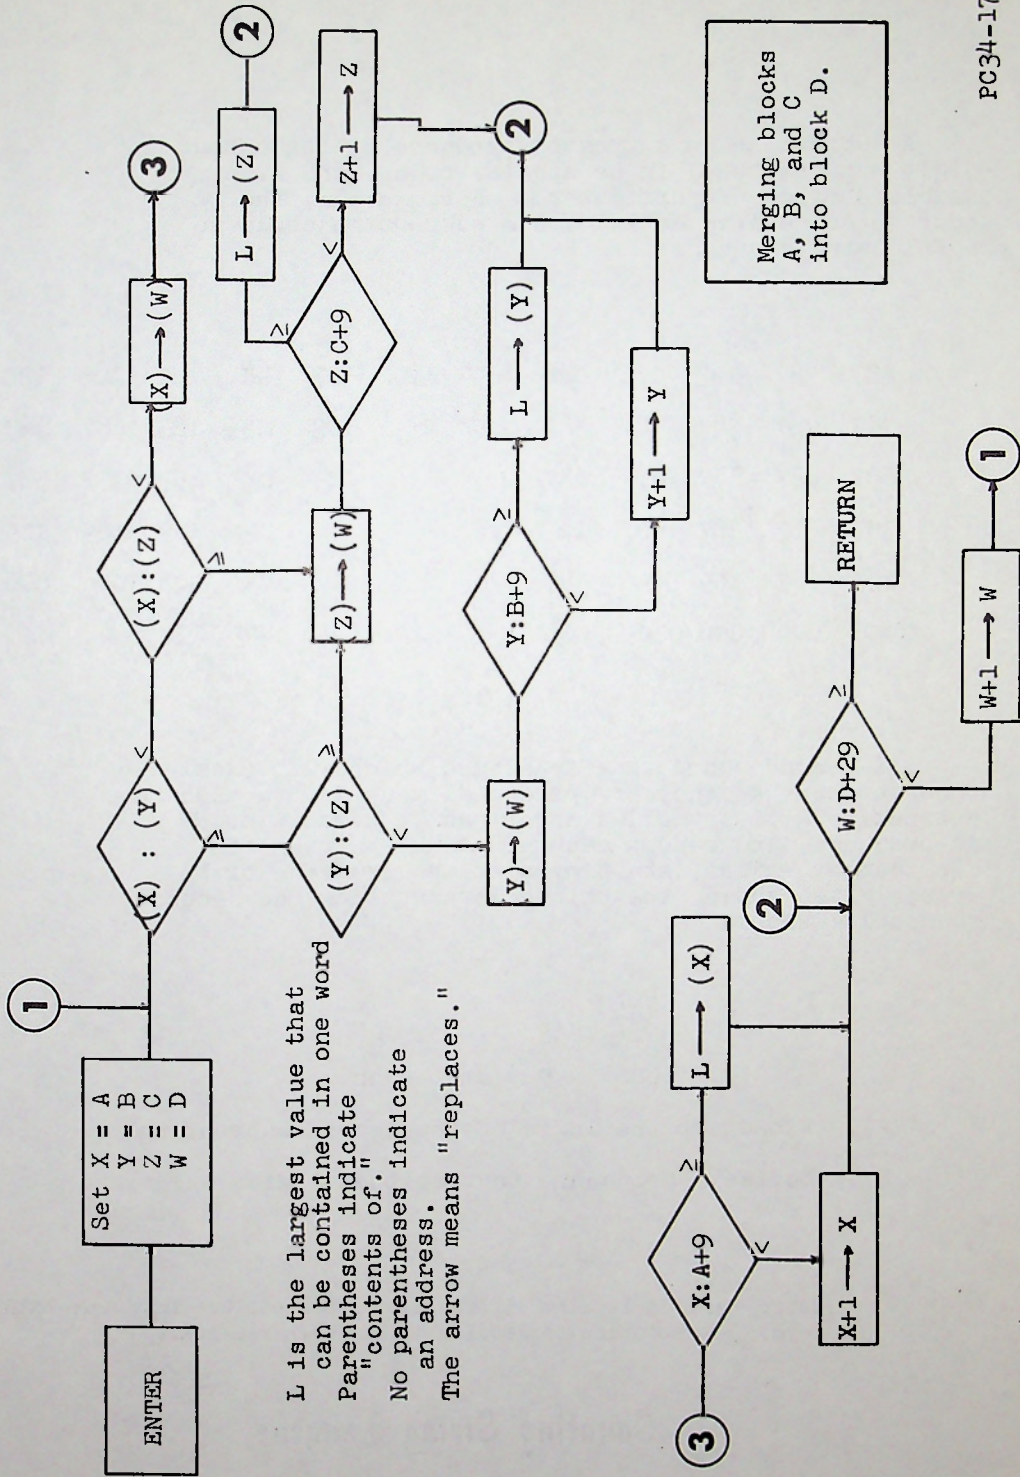 ENTER
Set X = A
Y = B
Z = C
W = D
1
(X) : (Y)
<
≥
(X):(Z)
<
≥
(X)⟶(W)
3
(Y):(Z)
≥
<
(Z)⟶(W)
Z:C+9
≥
<
L⟶(Z)
2
Z+1⟶Z
2
(Y)⟶(W)
Y:B+9
≥
<
L⟶(Y)
Y+1⟶Y
L is the largest value that
can be contained in one word
Parentheses indicate
"contents of."
No parentheses indicate
an address.
The arrow means "replaces."
3
X:A+9
≥
<
L⟶(X)
X+1⟶X
2
W:D+29
≥
<
RETURN
W+1⟶W
1
Merging blocks
A, B, and C
into block D.
PC34-17